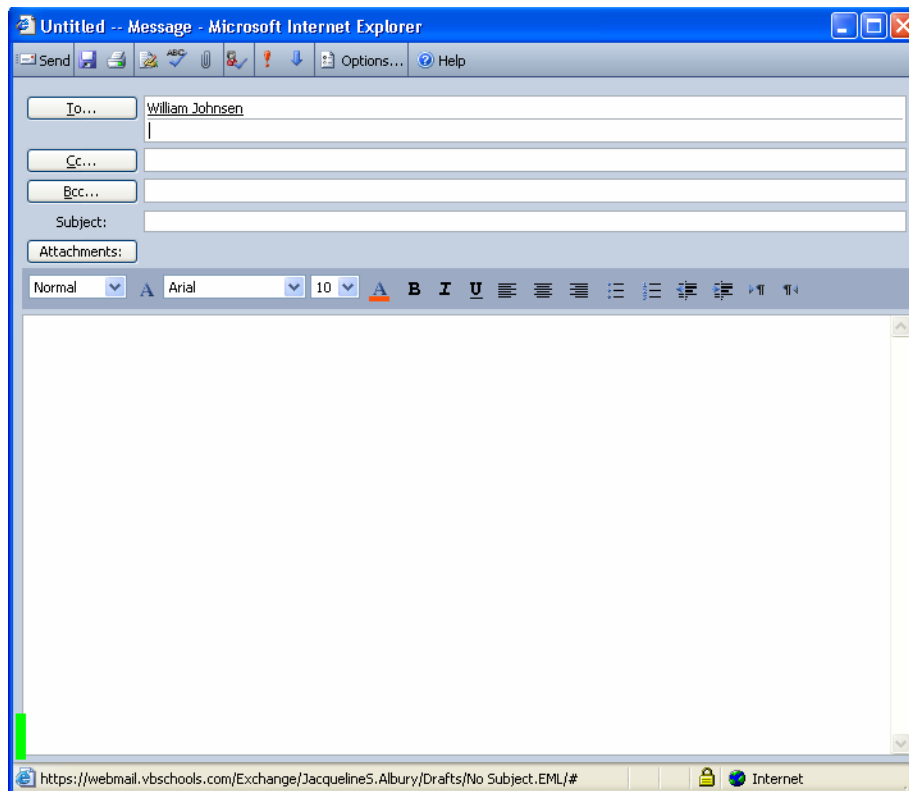 Untitled -- Message - Microsoft Internet Explorer
Send ABC Options... Help
To... William Johnsen
Cc...
Bcc...
Subject:
Attachments:
Normal A Arial 10 A B I U
https://webmail.vbschools.com/Exchange/JacquelineS.Albury/Drafts/No Subject.EML/# Internet